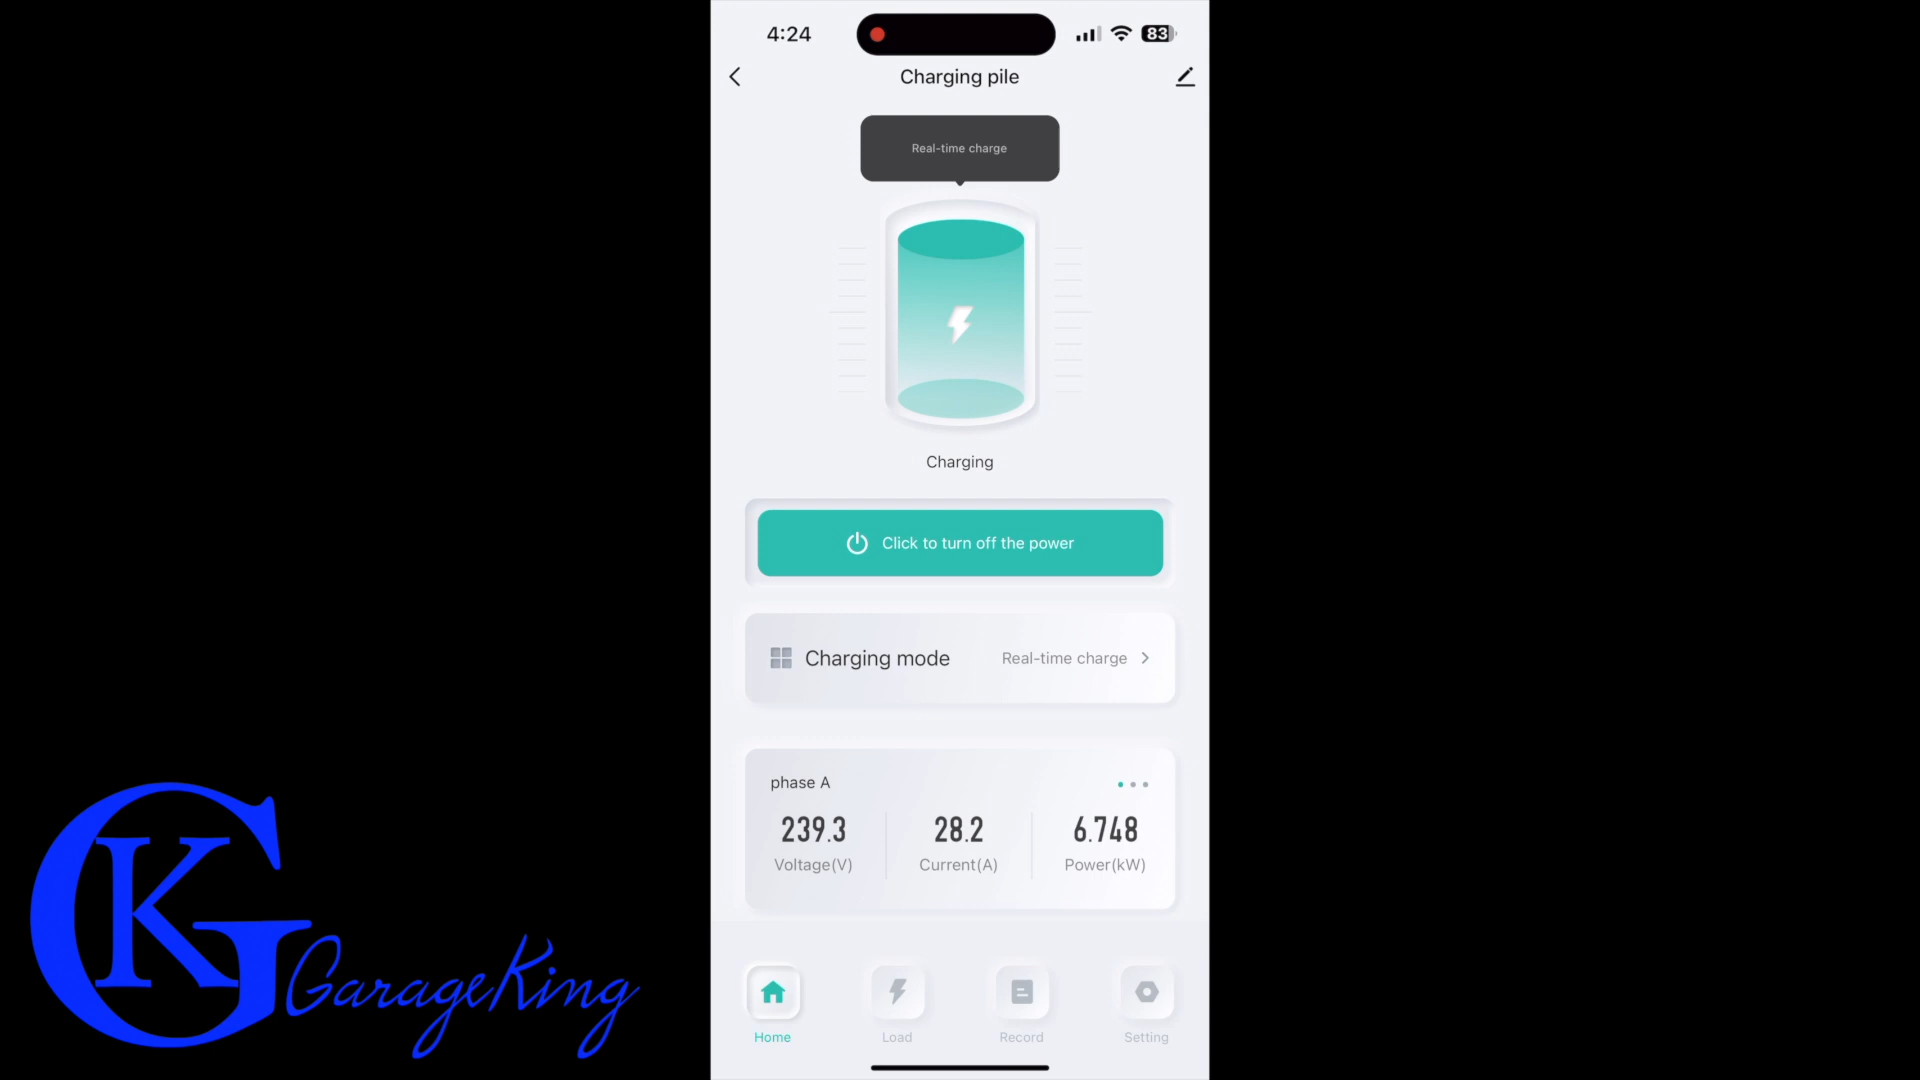 4:24
83
Charging pile
Real-time charge
Charging
Click to turn off the power
Charging mode
Real-time charge
phase A
239.3
28.2
6.748
Voltage(V)
Current(A)
Power(kW)
Home
Load
Record
Setting
GK
GarageKing